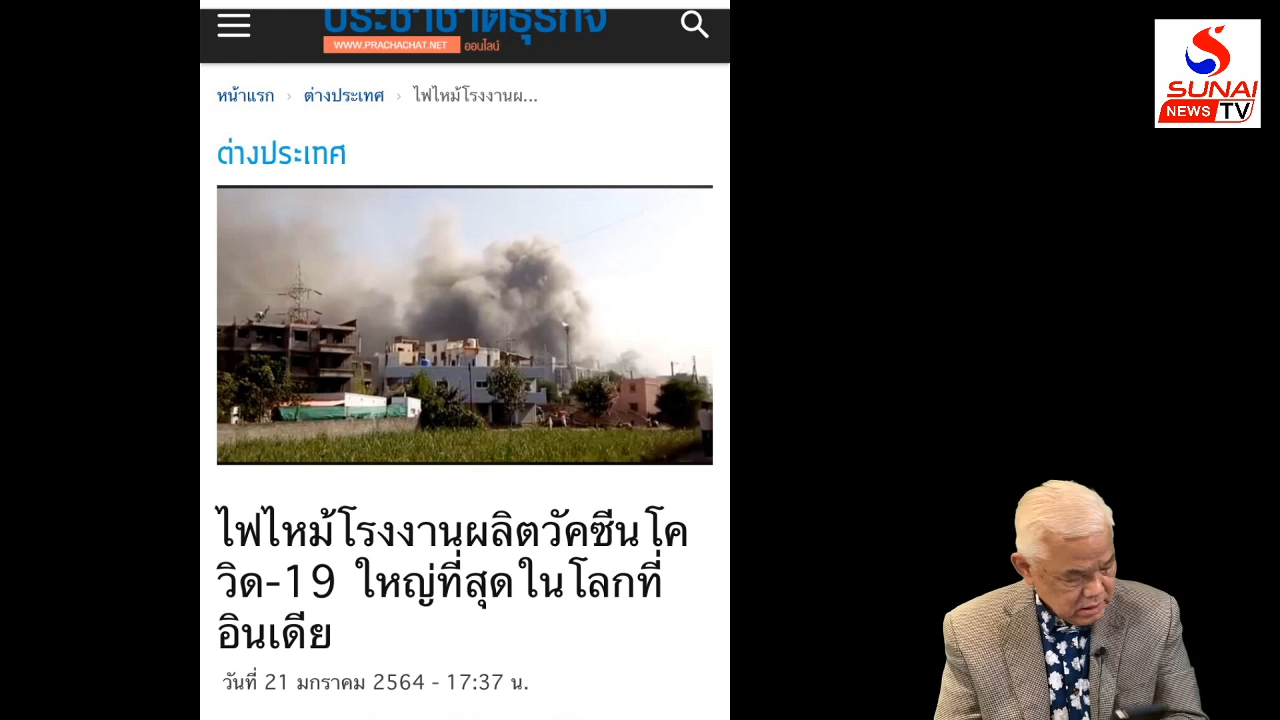 ประชาชาติธุรกิจ
WWW.PRACHACHAT.NET ออนไลน์
SUNAI
NEWS TV
หน้าแรก › ต่างประเทศ › ไฟไหม้โรงงานผ...
ต่างประเทศ
ไฟไหม้โรงงานผลิตวัคซีนโค
วิด-19 ใหญ่ที่สุดในโลกที่
อินเดีย
วันที่ 21 มกราคม 2564 - 17:37 น.